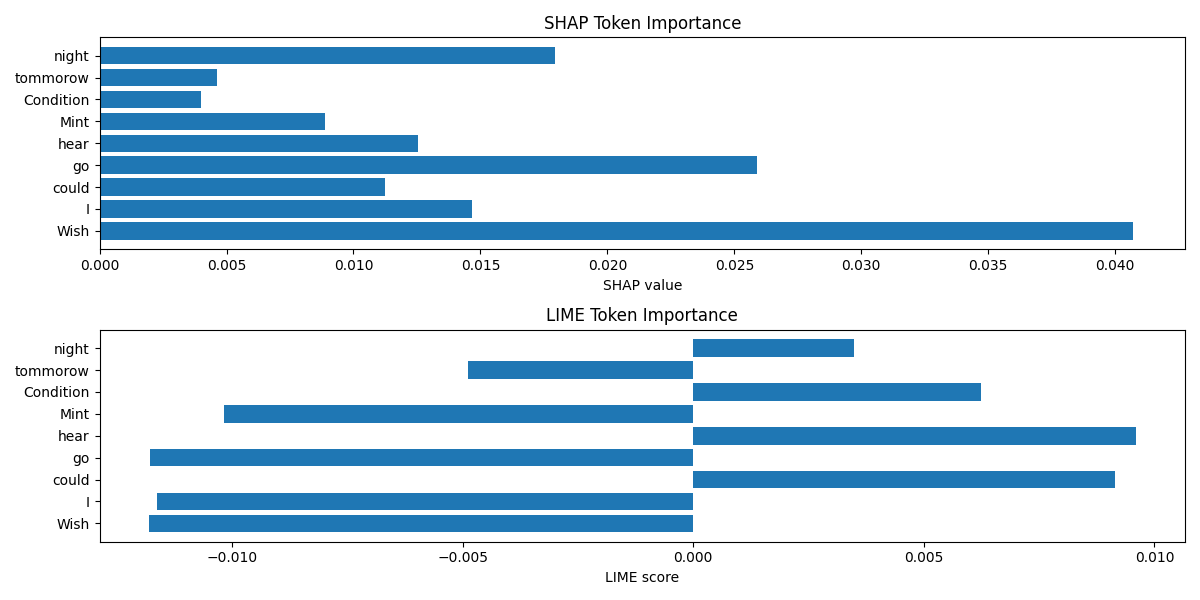 SHAP Token Importance
night
tommorow
Condition
Mint
hear
go
could
I
Wish
0.000 0.005 0.010 0.015 0.020 0.025 0.030 0.035 0.040
SHAP value
LIME Token Importance
night
tommorow
Condition
Mint
hear
go
could
I
Wish
−0.010 −0.005 0.000 0.005 0.010
LIME score